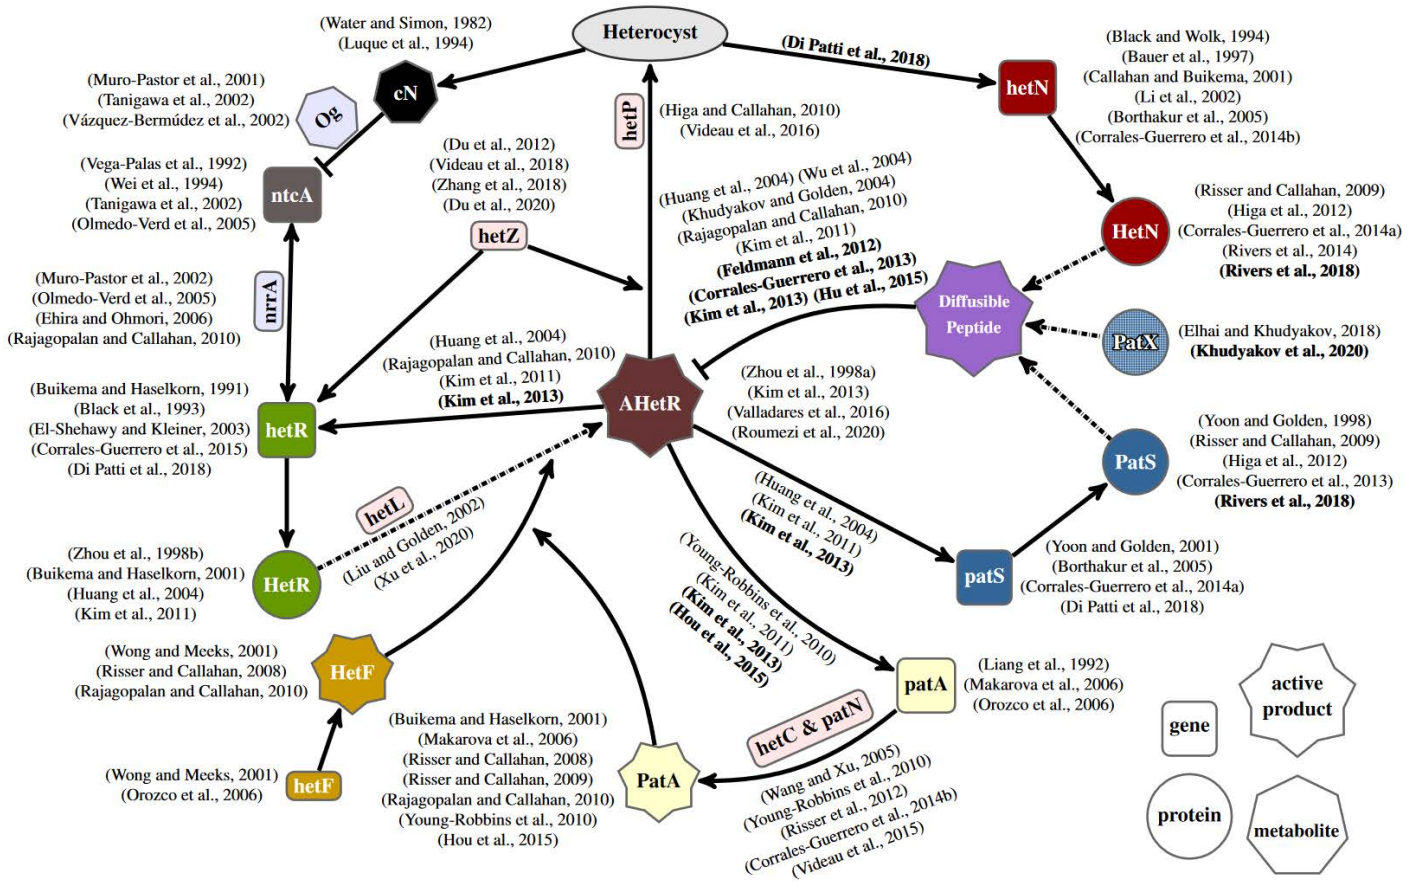 (Water and Simon, 1982)
(Luque et al., 1994)
Heterocyst
(Di Patti et al., 2018)
(Black and Wolk, 1994)
(Bauer et al., 1997)
(Callahan and Buikema, 2001)
(Li et al., 2002)
(Borthakur et al., 2005)
(Corrales-Guerrero et al., 2014b)
hetN
(Muro-Pastor et al., 2001)
(Tanigawa et al., 2002)
(Vázquez-Bermúdez et al., 2002)
Og
cN
hetP
(Higa and Callahan, 2010)
(Videau et al., 2016)
(Vega-Palas et al., 1992)
(Wei et al., 1994)
(Tanigawa et al., 2002)
(Olmedo-Verd et al., 2005)
ntcA
(Du et al., 2012)
(Videau et al., 2018)
(Zhang et al., 2018)
(Du et al., 2020)
hetZ
(Huang et al., 2004) (Wu et al., 2004)
(Khudyakov and Golden, 2004)
(Rajagopalan and Callahan, 2010)
(Kim et al., 2011)
(Feldmann et al., 2012)
(Corrales-Guerrero et al., 2013)
(Kim et al., 2013) (Hu et al., 2015)
HetN
(Risser and Callahan, 2009)
(Higa et al., 2012)
(Corrales-Guerrero et al., 2014a)
(Rivers et al., 2014)
(Rivers et al., 2018)
(Muro-Pastor et al., 2002)
(Olmedo-Verd et al., 2005)
(Ehira and Ohmori, 2006)
(Rajagopalan and Callahan, 2010)
nrrA
Diffusible
Peptide
PatX
(Elhai and Khudyakov, 2018)
(Khudyakov et al., 2020)
(Huang et al., 2004)
(Rajagopalan and Callahan, 2010)
(Kim et al., 2011)
(Kim et al., 2013)
AHetR
(Zhou et al., 1998a)
(Kim et al., 2013)
(Valladares et al., 2016)
(Roumezi et al., 2020)
(Buikema and Haselkorn, 1991)
(Black et al., 1993)
(El-Shehawy and Kleiner, 2003)
(Corrales-Guerrero et al., 2015)
(Di Patti et al., 2018)
hetR
PatS
(Yoon and Golden, 1998)
(Risser and Callahan, 2009)
(Higa et al., 2012)
(Corrales-Guerrero et al., 2013)
(Rivers et al., 2018)
hetL
(Liu and Golden, 2002)
(Xu et al., 2020)
(Huang et al., 2004)
(Kim et al., 2011)
(Kim et al., 2013)
(Zhou et al., 1998b)
(Buikema and Haselkorn, 2001)
(Huang et al., 2004)
(Kim et al., 2011)
HetR
patS
(Yoon and Golden, 2001)
(Borthakur et al., 2005)
(Corrales-Guerrero et al., 2014a)
(Di Patti et al., 2018)
(Young-Robbins et al., 2010)
(Kim et al., 2011)
(Kim et al., 2013)
(Hou et al., 2015)
(Wong and Meeks, 2001)
(Risser and Callahan, 2008)
(Rajagopalan and Callahan, 2010)
HetF
patA
(Liang et al., 1992)
(Makarova et al., 2006)
(Orozco et al., 2006)
(Wong and Meeks, 2001)
(Orozco et al., 2006)
hetF
(Buikema and Haselkorn, 2001)
(Makarova et al., 2006)
(Risser and Callahan, 2008)
(Risser and Callahan, 2009)
(Rajagopalan and Callahan, 2010)
(Young-Robbins et al., 2010)
(Hou et al., 2015)
PatA
hetC & patN
(Wang and Xu, 2005)
(Young-Robbins et al., 2010)
(Risser et al., 2012)
(Corrales-Guerrero et al., 2014b)
(Videau et al., 2015)
gene
active
product
protein
metabolite